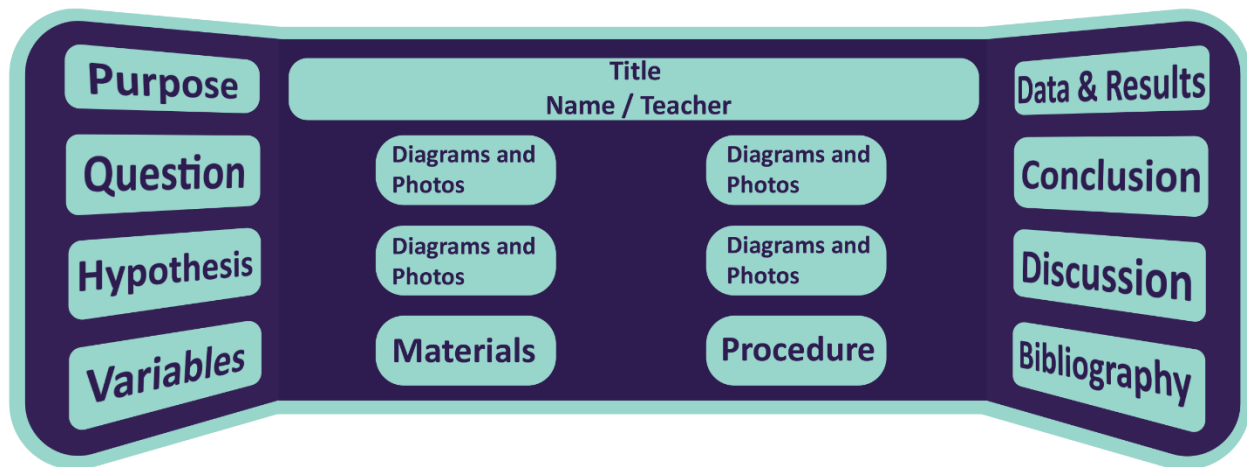 Purpose
Question
Hypothesis
Variables
Title
Name / Teacher
Diagrams and
Photos
Diagrams and
Photos
Diagrams and
Photos
Diagrams and
Photos
Materials
Procedure
Data & Results
Conclusion
Discussion
Bibliography